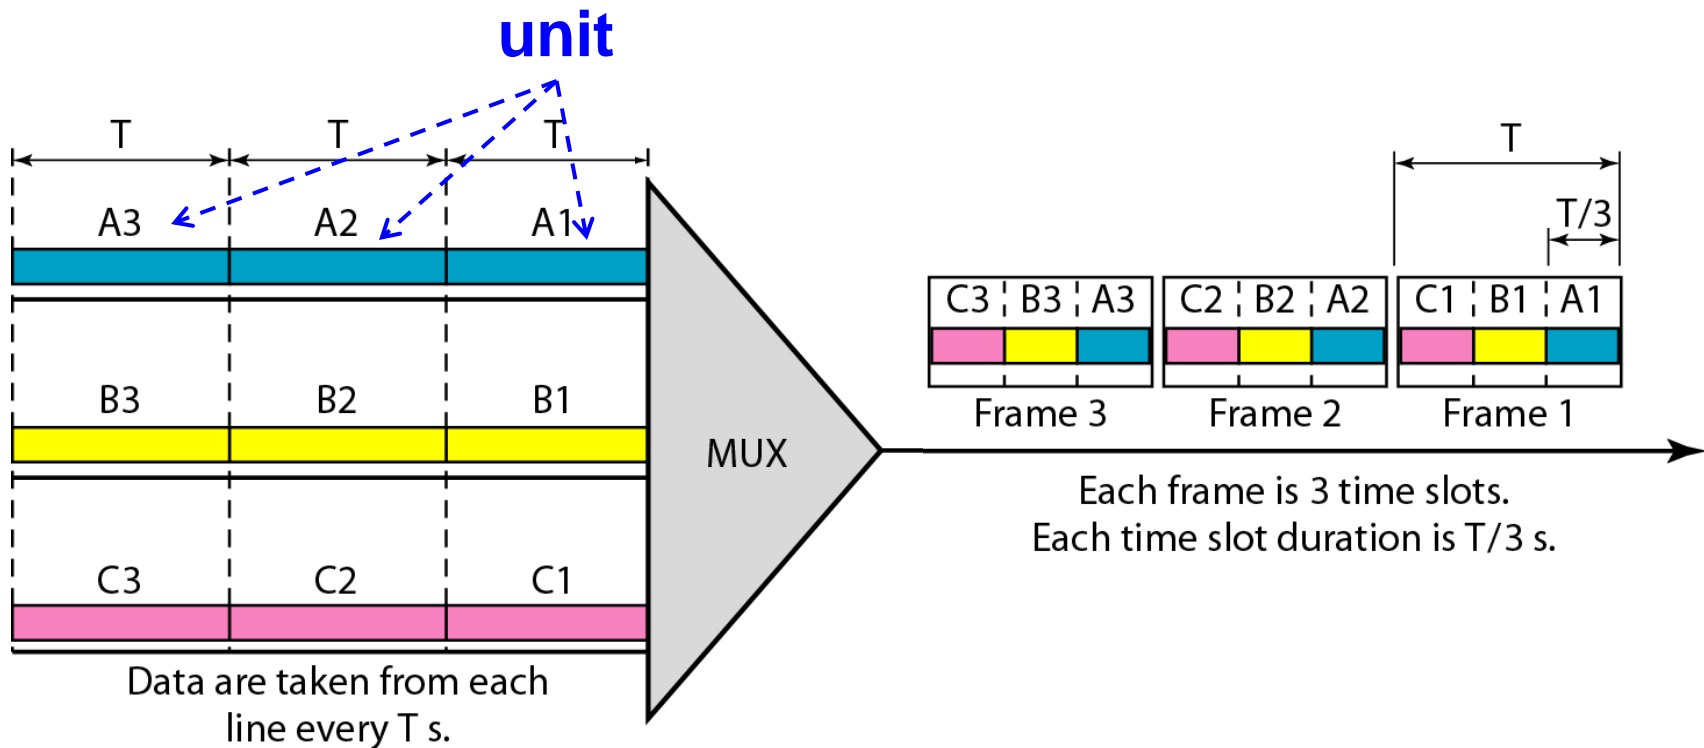 unit
T T T
A3 A2 A1
B3 B2 B1
C3 C2 C1
Data are taken from each
line every T s.
MUX
T
T/3
C3 B3 A3 C2 B2 A2 C1 B1 A1
Frame 3 Frame 2 Frame 1
Each frame is 3 time slots.
Each time slot duration is T/3 s.